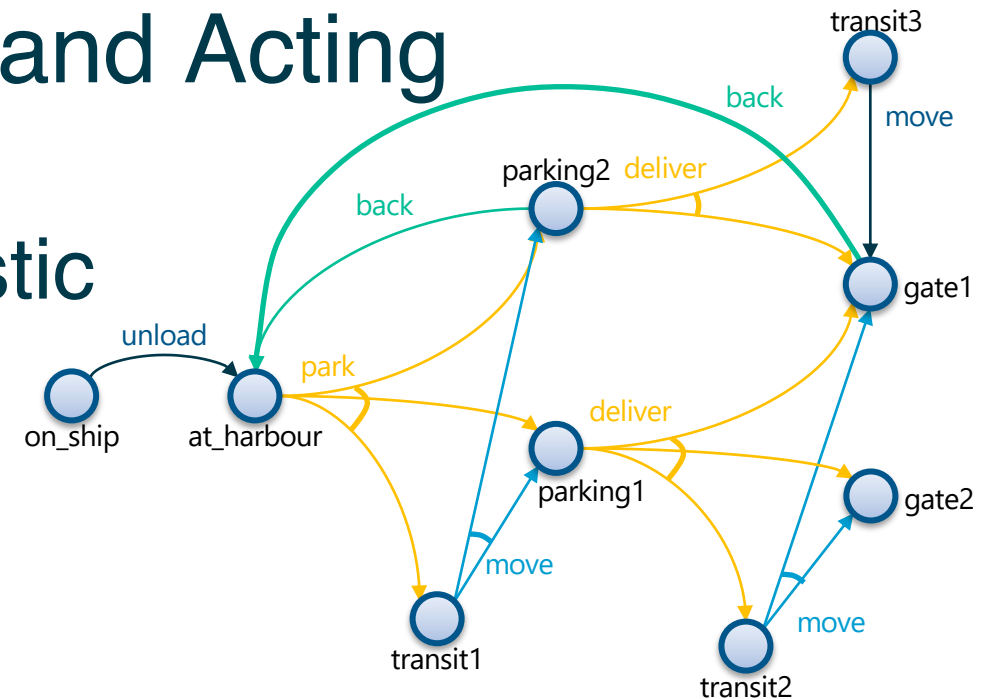 and Acting
transit3
back
move
parking2
deliver
back
stic
gate1
unload
park
deliver
on_ship
at_harbour
parking1
gate2
move
move
transit1
transit2